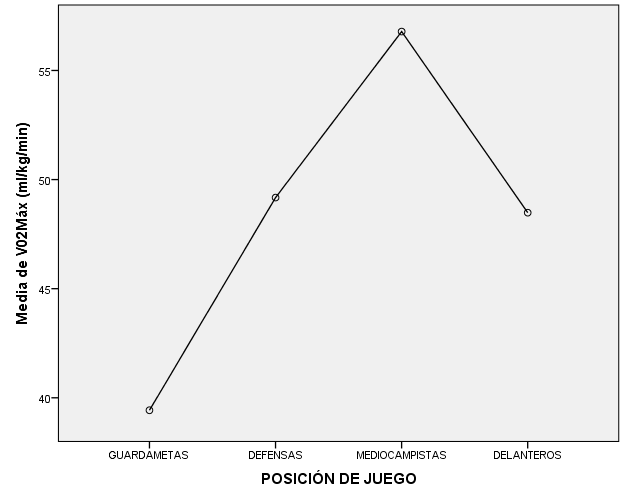 Media de V02Máx (ml/kg/min)
55
50
45
40
GUARDAMETAS DEFENSAS MEDIOCAMPISTAS DELANTEROS
POSICIÓN DE JUEGO